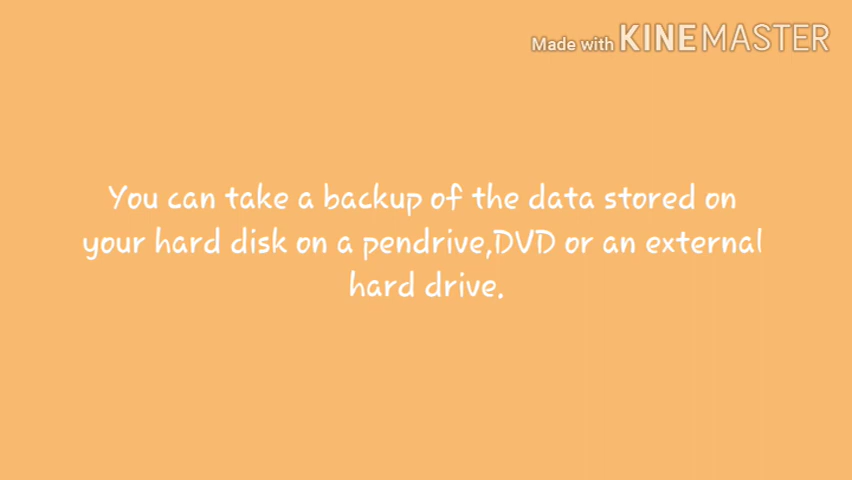 Made with KINEMASTER
You can take a backup of the data stored on
your hard disk on a pendrive,DVD or an external
hard drive.